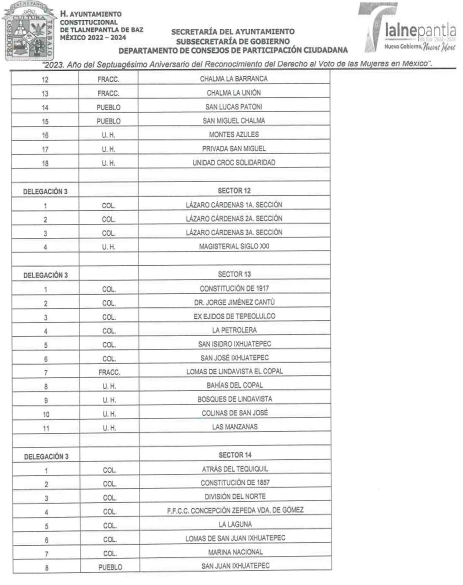 H. AYUNTAMIENTO
CONSTITUCIONAL
DE TLALNEPANTLA DE BAZ
MÉXICO 2022 – 2024
SECRETARÍA DEL AYUNTAMIENTO
SUBSECRETARÍA DE GOBIERNO
DEPARTAMENTO DE CONSEJOS DE PARTICIPACIÓN CIUDADANA
Tlalnepantla
Nuevo Gobierno,
"2023. Año del Septuagésimo Aniversario del Reconocimiento del Derecho al Voto de las Mujeres en México".
12 FRACC. CHALMA LA BARRANCA
13 FRACC. CHALMA LA UNIÓN
14 PUEBLO SAN LUCAS PATONI
15 PUEBLO SAN MIGUEL CHALMA
16 U. H. MONTES AZULES
17 U. H. PRIVADA SAN MIGUEL
18 U. H. UNIDAD CROC SOLIDARIDAD
DELEGACIÓN 3 SECTOR 12
1 COL. LÁZARO CÁRDENAS 1A. SECCIÓN
2 COL. LÁZARO CÁRDENAS 2A. SECCIÓN
3 COL. LÁZARO CÁRDENAS 3A. SECCIÓN
4 U. H. MAGISTERIAL SIGLO XXI
DELEGACIÓN 3 SECTOR 13
1 COL. CONSTITUCIÓN DE 1917
2 COL. DR. JORGE JIMÉNEZ CANTÚ
3 COL. EX EJIDOS DE TEPEOLULCO
4 COL. LA PETROLERA
5 COL. SAN ISIDRO IXHUATEPEC
6 COL. SAN JOSÉ IXHUATEPEC
7 FRACC. LOMAS DE LINDAVISTA EL COPAL
8 U. H. BAHÍAS DEL COPAL
9 U. H. BOSQUES DE LINDAVISTA
10 U. H. COLINAS DE SAN JOSÉ
11 U. H. LAS MANZANAS
DELEGACIÓN 3 SECTOR 14
1 COL. ATRÁS DEL TEQUIQUIL
2 COL. CONSTITUCIÓN DE 1857
3 COL. DIVISIÓN DEL NORTE
4 COL. F.F.C.C. CONCEPCIÓN ZEPEDA VDA. DE GÓMEZ
5 COL. LA LAGUNA
6 COL. LOMAS DE SAN JUAN IXHUATEPEC
7 COL. MARINA NACIONAL
8 PUEBLO SAN JUAN IXHUATEPEC